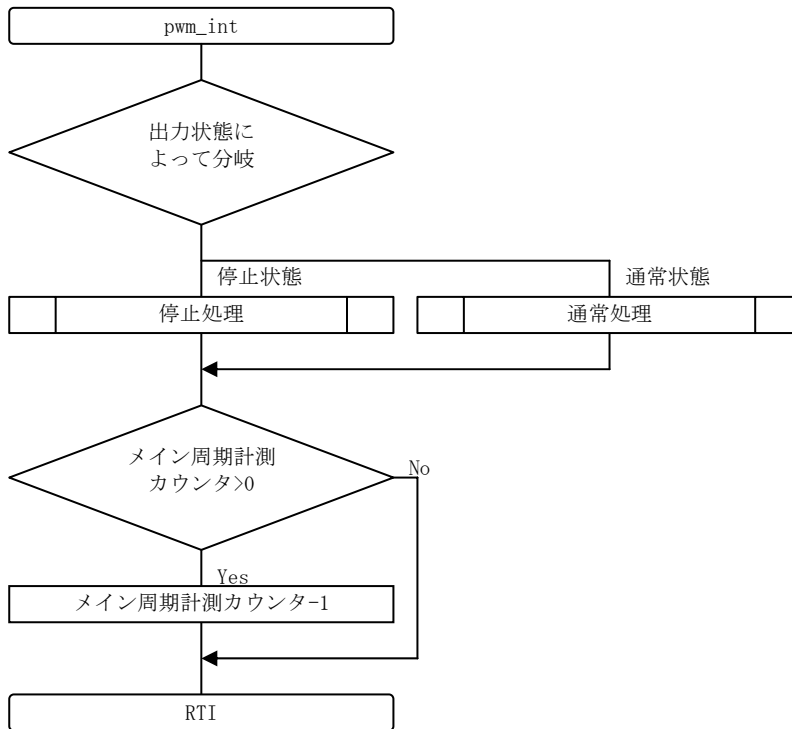 pwm_int
出力状態に
よって分岐
停止状態
通常状態
停止処理
通常処理
メイン周期計測
カウンタ>0
No
Yes
メイン周期計測カウンタ-1
RTI